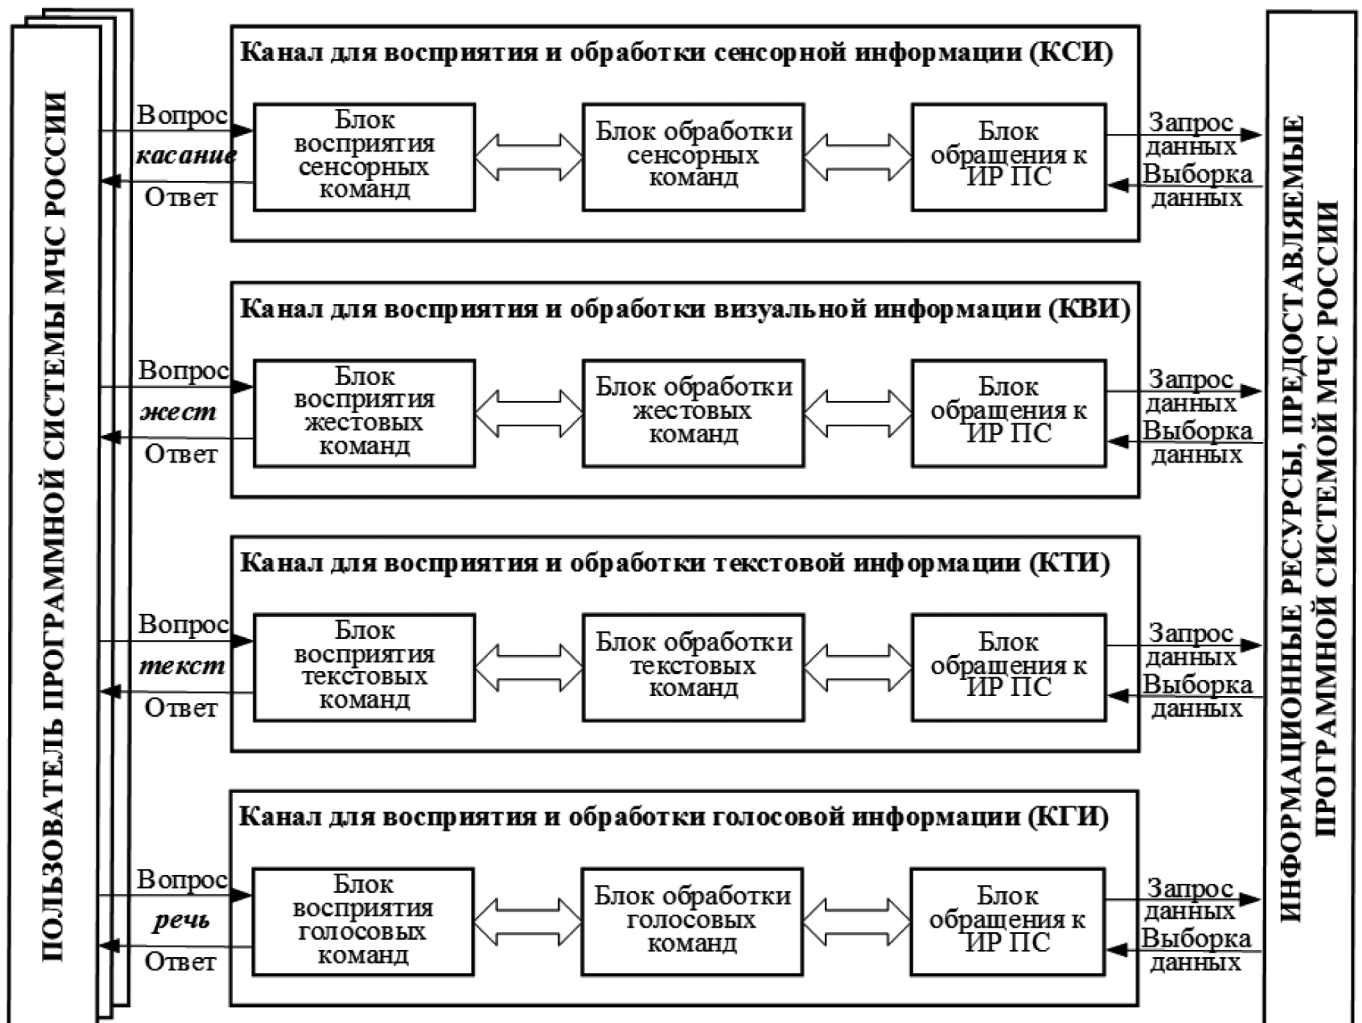 ПОЛЬЗОВАТЕЛЬ ПРОГРАММНОЙ СИСТЕМЫ МЧС РОССИИ
Канал для восприятия и обработки сенсорной информации (КСИ)
Вопрос
касание
Ответ
Блок
восприятия
сенсорных
команд
Блок обработки
сенсорных
команд
Блок
обращения к
ИР ПС
Запрос
данных
Выборка
данных
Канал для восприятия и обработки визуальной информации (КВИ)
Вопрос
жест
Ответ
Блок
восприятия
жестовых
команд
Блок обработки
жестовых
команд
Блок
обращения к
ИР ПС
Запрос
данных
Выборка
данных
Канал для восприятия и обработки текстовой информации (КТИ)
Вопрос
текст
Ответ
Блок
восприятия
текстовых
команд
Блок обработки
текстовых
команд
Блок
обращения к
ИР ПС
Запрос
данных
Выборка
данных
Канал для восприятия и обработки голосовой информации (КГИ)
Вопрос
речь
Ответ
Блок
восприятия
голосовых
команд
Блок обработки
голосовых
команд
Блок
обращения к
ИР ПС
Запрос
данных
Выборка
данных
ИНФОРМАЦИОННЫЕ РЕСУРСЫ, ПРЕДОСТАВЛЯЕМЫЕ
ПРОГРАММНОЙ СИСТЕМОЙ МЧС РОССИИ